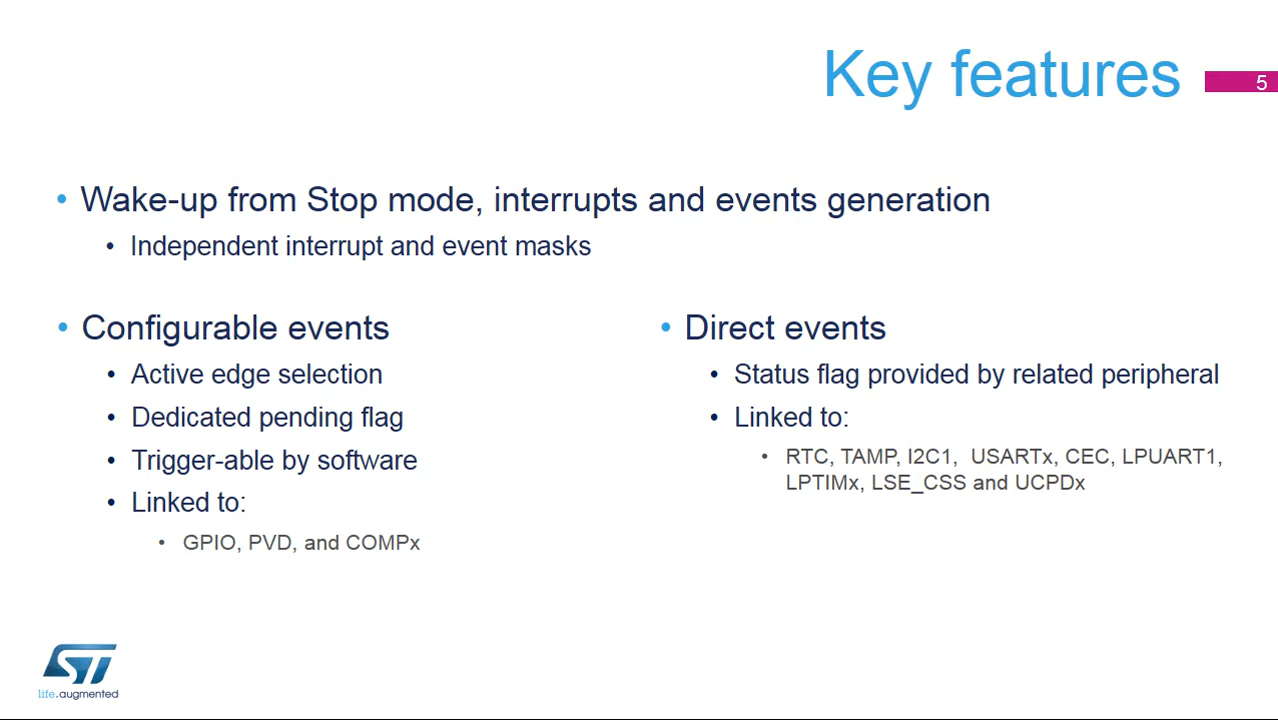 Key features
5
• Wake-up from Stop mode, interrupts and events generation
• Independent interrupt and event masks
• Configurable events
• Active edge selection
• Dedicated pending flag
• Trigger-able by software
• Linked to:
• GPIO, PVD, and COMPx
• Direct events
• Status flag provided by related peripheral
• Linked to:
• RTC, TAMP, I2C1, USARTx, CEC, LPUART1,
LPTIMx, LSE_CSS and UCPDx
ST
life.augmented